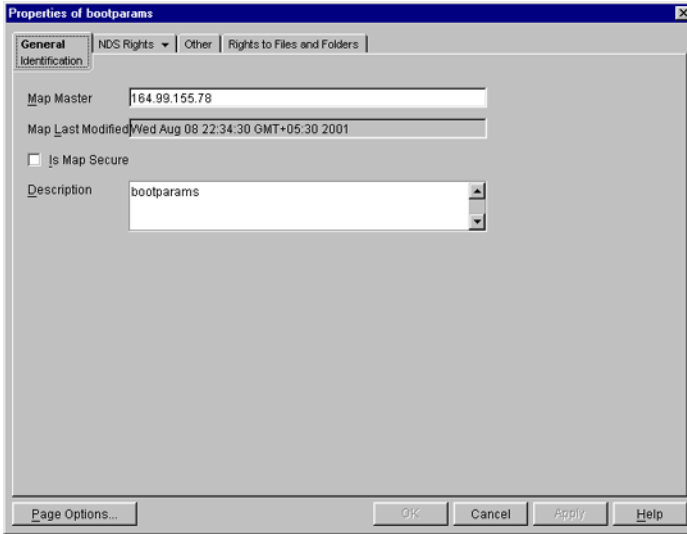 Properties of bootparams
General NDS Rights Other Rights to Files and Folders
Identification
Map Master 164.99.155.78
Map Last Modified Wed Aug 08 22:34:30 GMT+05:30 2001
Is Map Secure
Description bootparams
Page Options... OK Cancel Apply Help